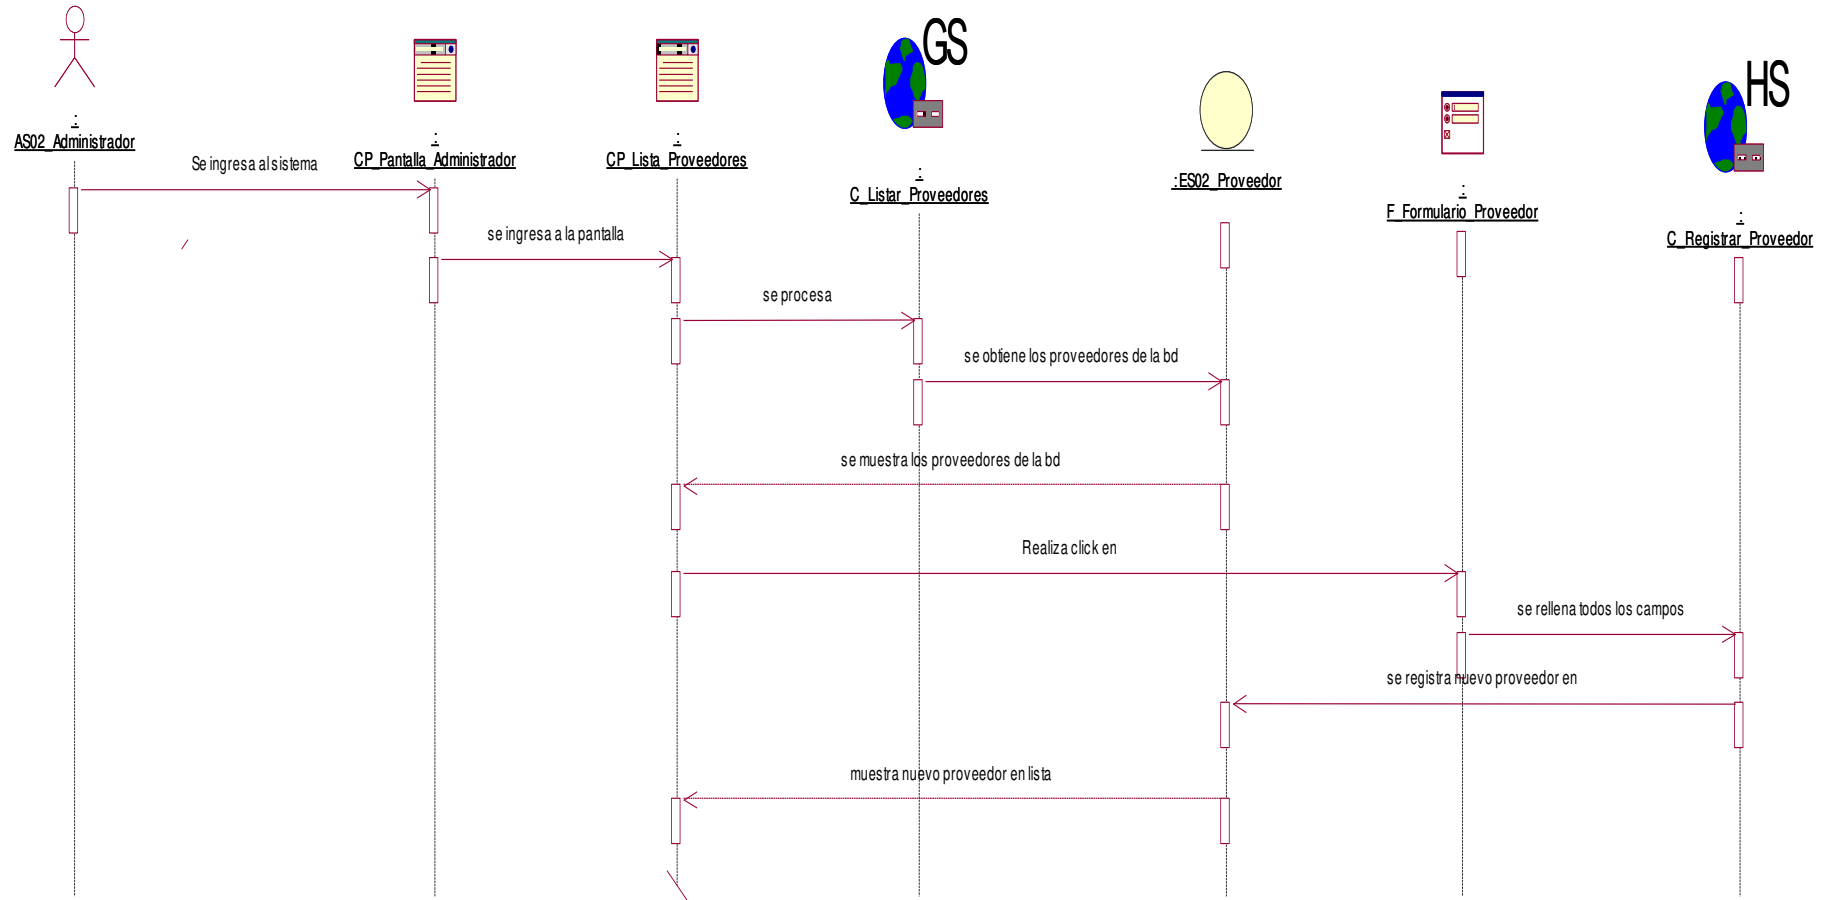 GS
HS
:
AS02_Administrador
:
CP_Pantalla_Administrador
:
CP_Lista_Proveedores
:
C_Listar_Proveedores
:ES02_Proveedor
:
F_Formulario_Proveedor
:
C_Registrar_Proveedor
Se ingresa al sistema
se ingresa a la pantalla
se procesa
se obtiene los proveedores de la bd
se muestra los proveedores de la bd
Realiza click en
se rellena todos los campos
se registra nuevo proveedor en
muestra nuevo proveedor en lista